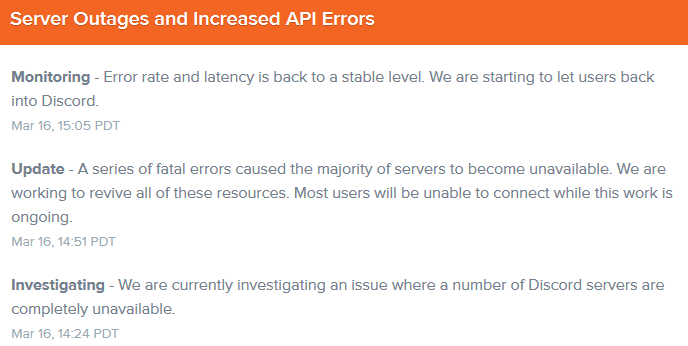 Server Outages and Increased API Errors
Monitoring - Error rate and latency is back to a stable level. We are starting to let users back
into Discord.
Mar 16, 15:05 PDT
Update - A series of fatal errors caused the majority of servers to become unavailable. We are
working to revive all of these resources. Most users will be unable to connect while this work is
ongoing.
Mar 16, 14:51 PDT
Investigating - We are currently investigating an issue where a number of Discord servers are
completely unavailable.
Mar 16, 14:24 PDT